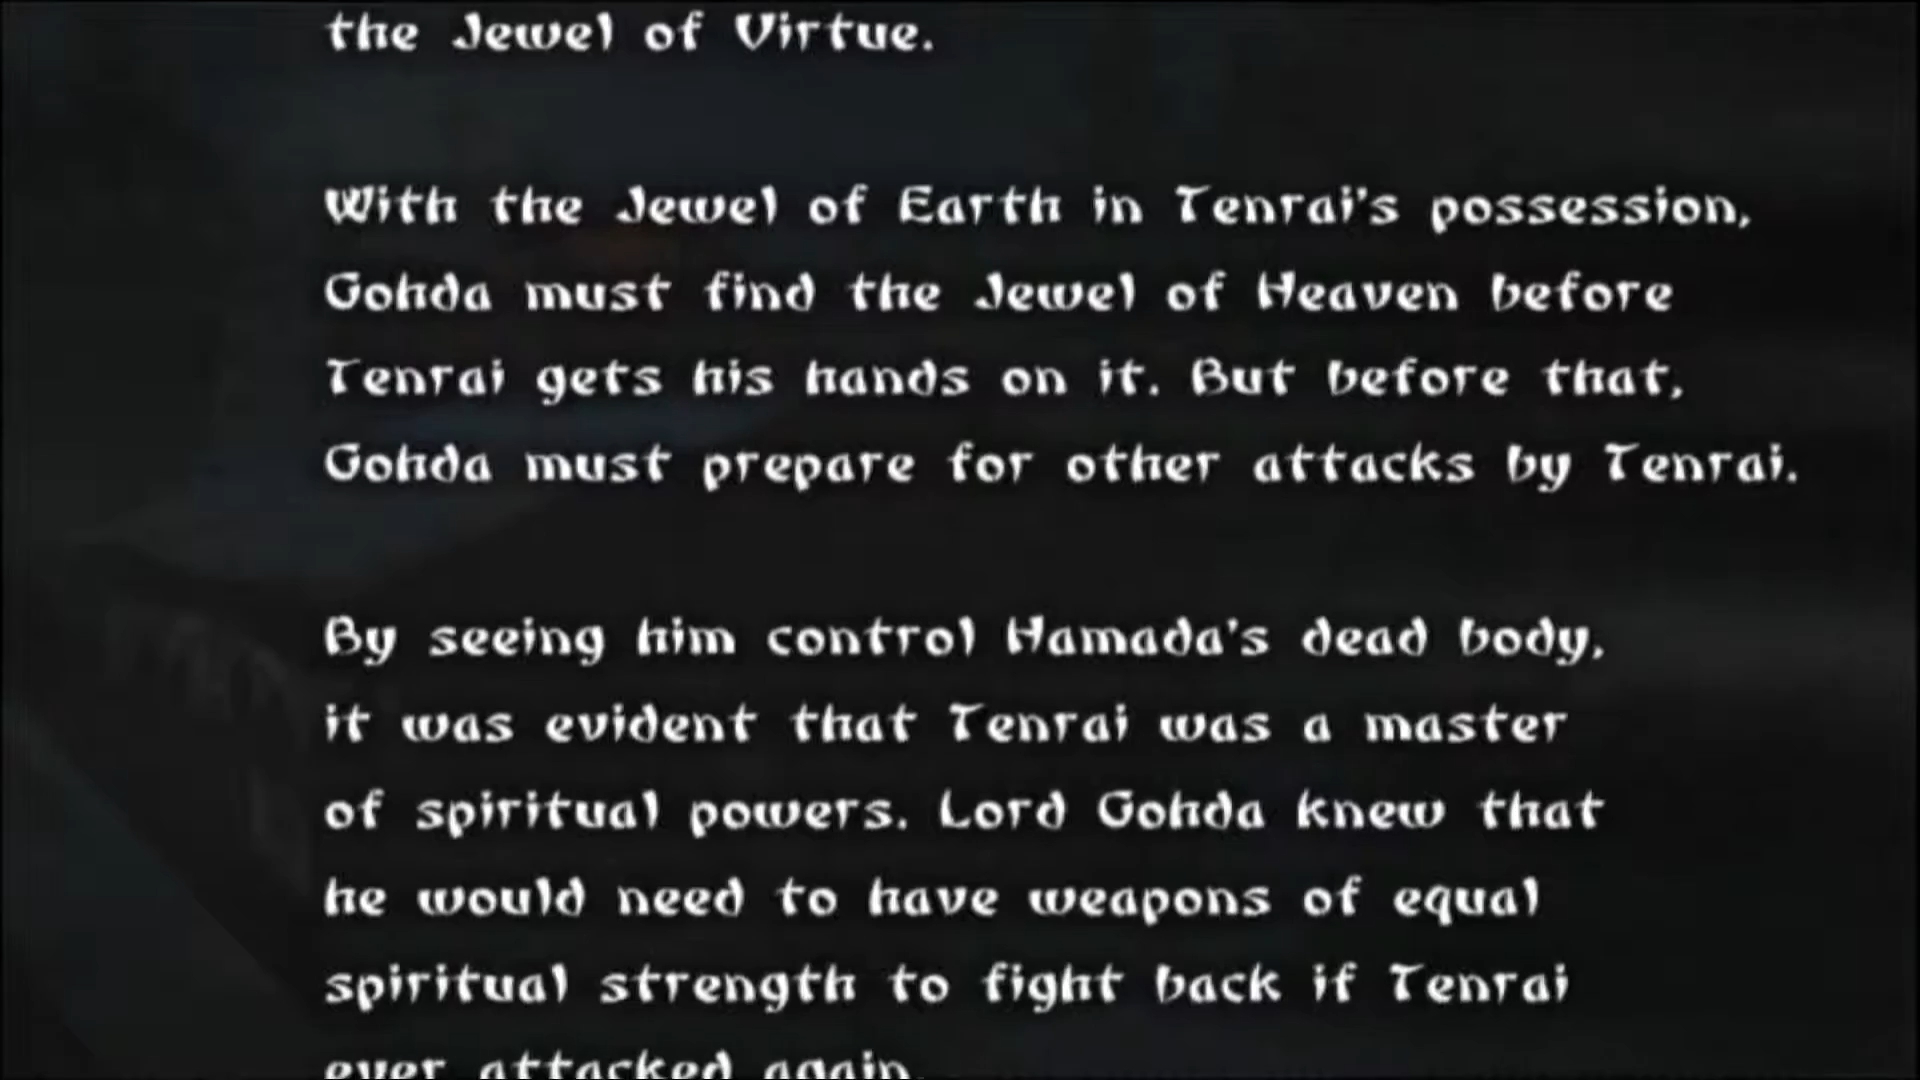 the Jewel of Virtue.
With the Jewel of Earth in Tenrai's possession,
Gohda must find the Jewel of Heaven before
Tenrai gets his hands on it. But before that,
Gohda must prepare for other attacks by Tenrai.
By seeing him control Hamada's dead body,
it was evident that Tenrai was a master
of spiritual powers. Lord Gohda knew that
he would need to have weapons of equal
spiritual strength to fight back if Tenrai
ever attacked again.